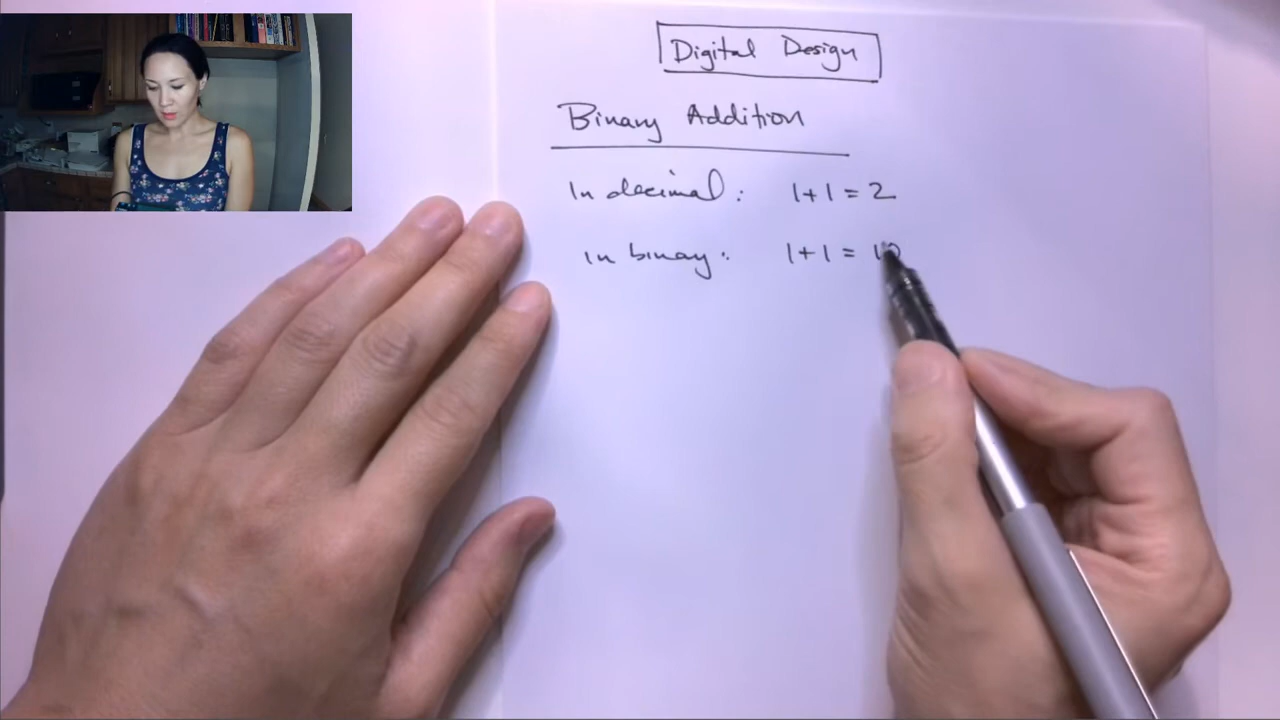 Digital Design
Binary Addition
In decimal: 1+1=2
in binary: 1+1=10